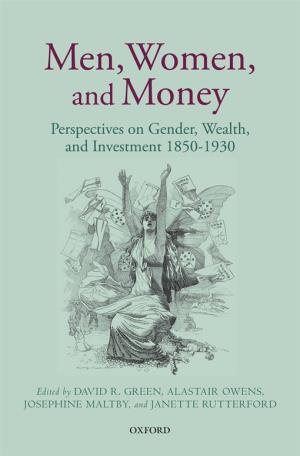 Men, Women,
and Money
Perspectives on Gender, Wealth,
and Investment 1850-1930
Edited by DAVID R. GREEN, ALASTAIR OWENS,
JOSEPHINE MALTBY, and JANETTE RUTTERFORD
OXFORD